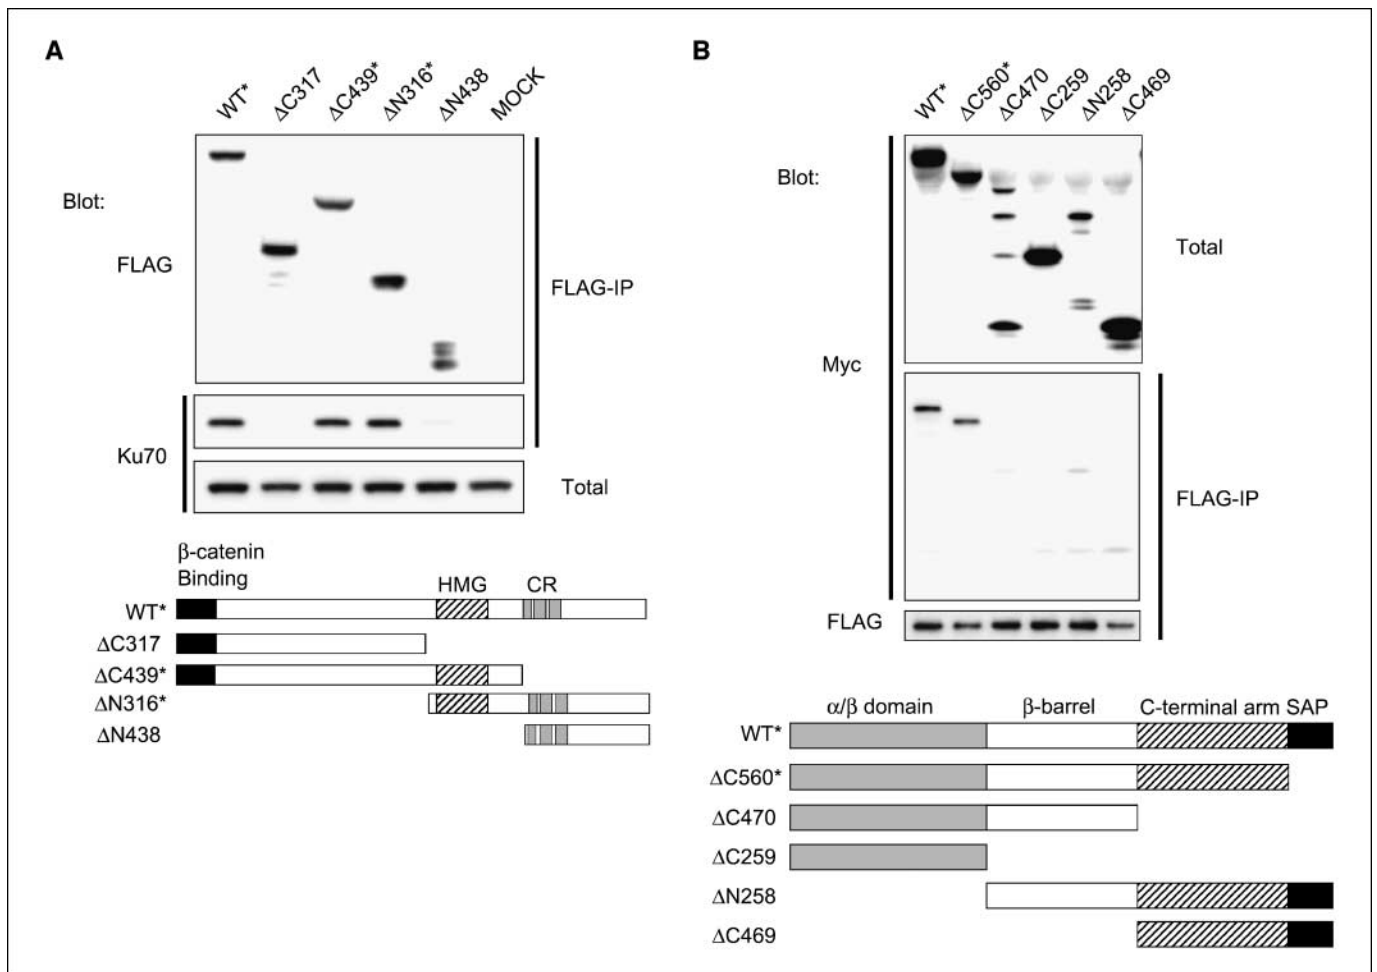 A
WT* ΔC317 ΔC439* ΔN316* ΔN438 MOCK
Blot:
FLAG
FLAG-IP
Ku70
Total
β-catenin
Binding
HMG CR
WT*
ΔC317
ΔC439*
ΔN316*
ΔN438
B
WT* ΔC560* ΔC470 ΔC259 ΔN258 ΔC469
Blot:
Total
Myc
FLAG-IP
FLAG
α/β domain β-barrel C-terminal arm SAP
WT*
ΔC560*
ΔC470
ΔC259
ΔN258
ΔC469